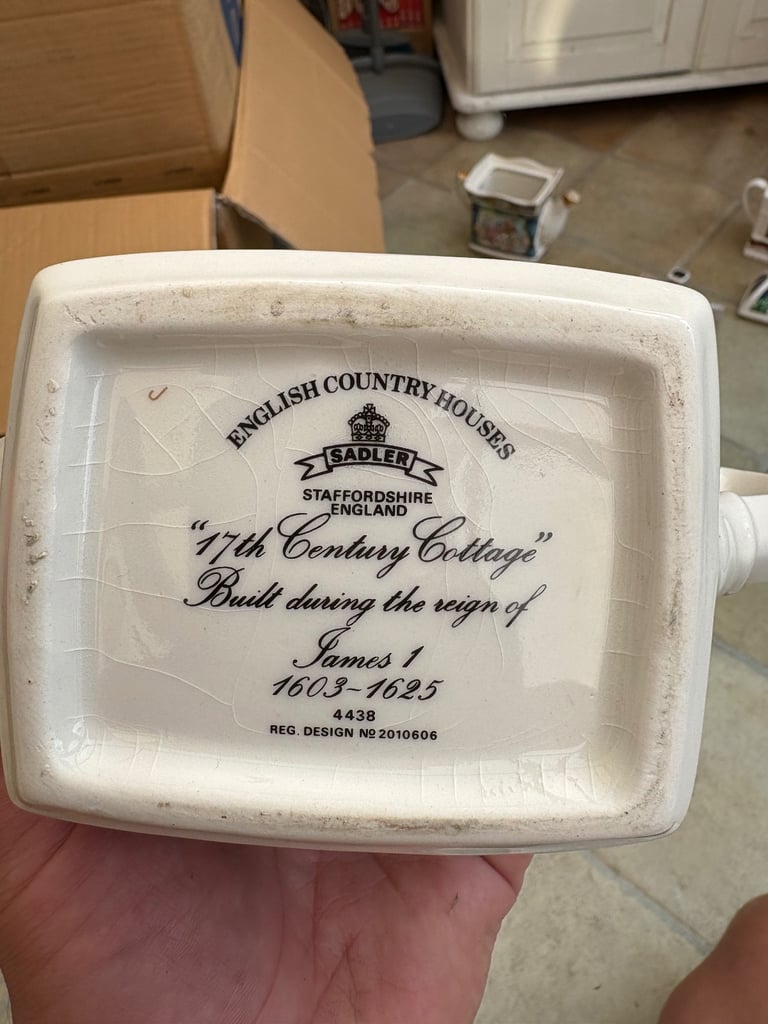 ENGLISH COUNTRY HOUSES
SADLER
STAFFORDSHIRE
ENGLAND
"17th Century Cottage"
Built during the reign of
James 1
1603-1625
4438
REG. DESIGN Nº 2010606